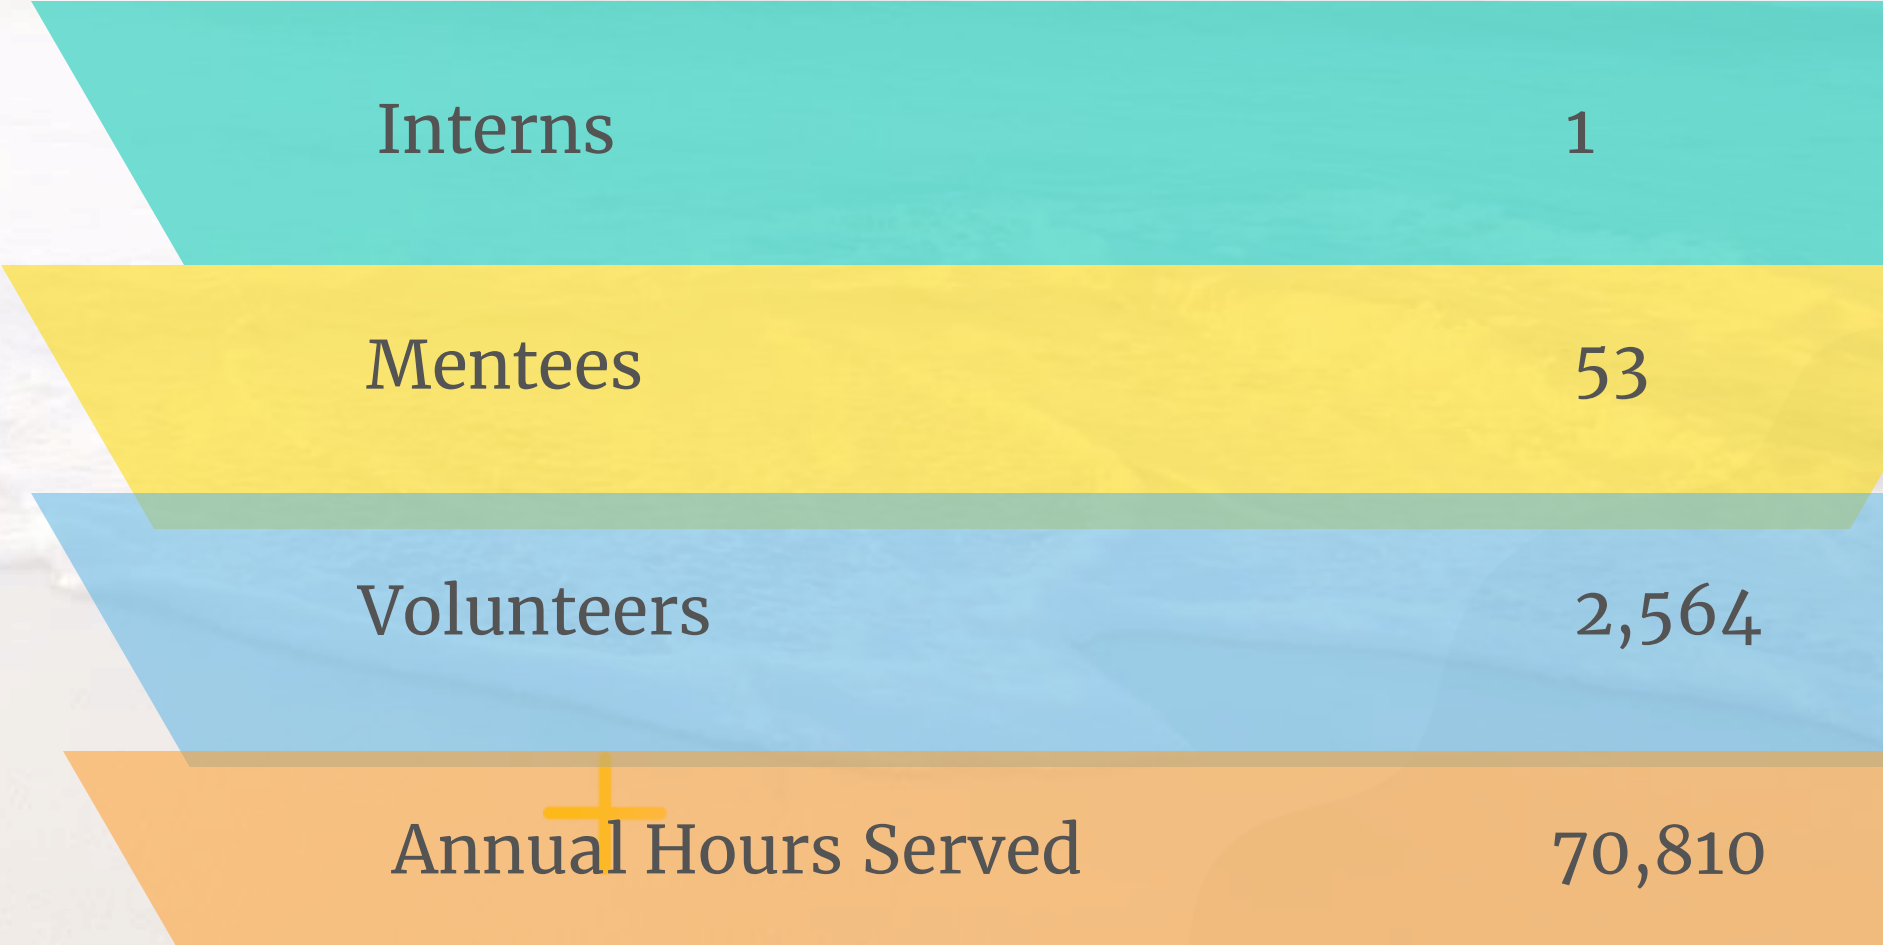 Interns 1
Mentees 53
Volunteers 2,564
Annual Hours Served 70,810